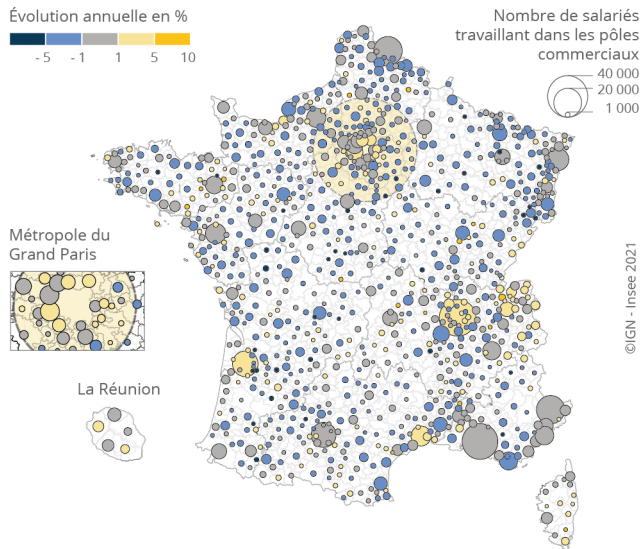 Évolution annuelle en %
- 5 - 1 1 5 10
Nombre de salariés
travaillant dans les pôles
commerciaux
40 000
20 000
1 000
Métropole du
Grand Paris
La Réunion
©IGN - Insee 2021